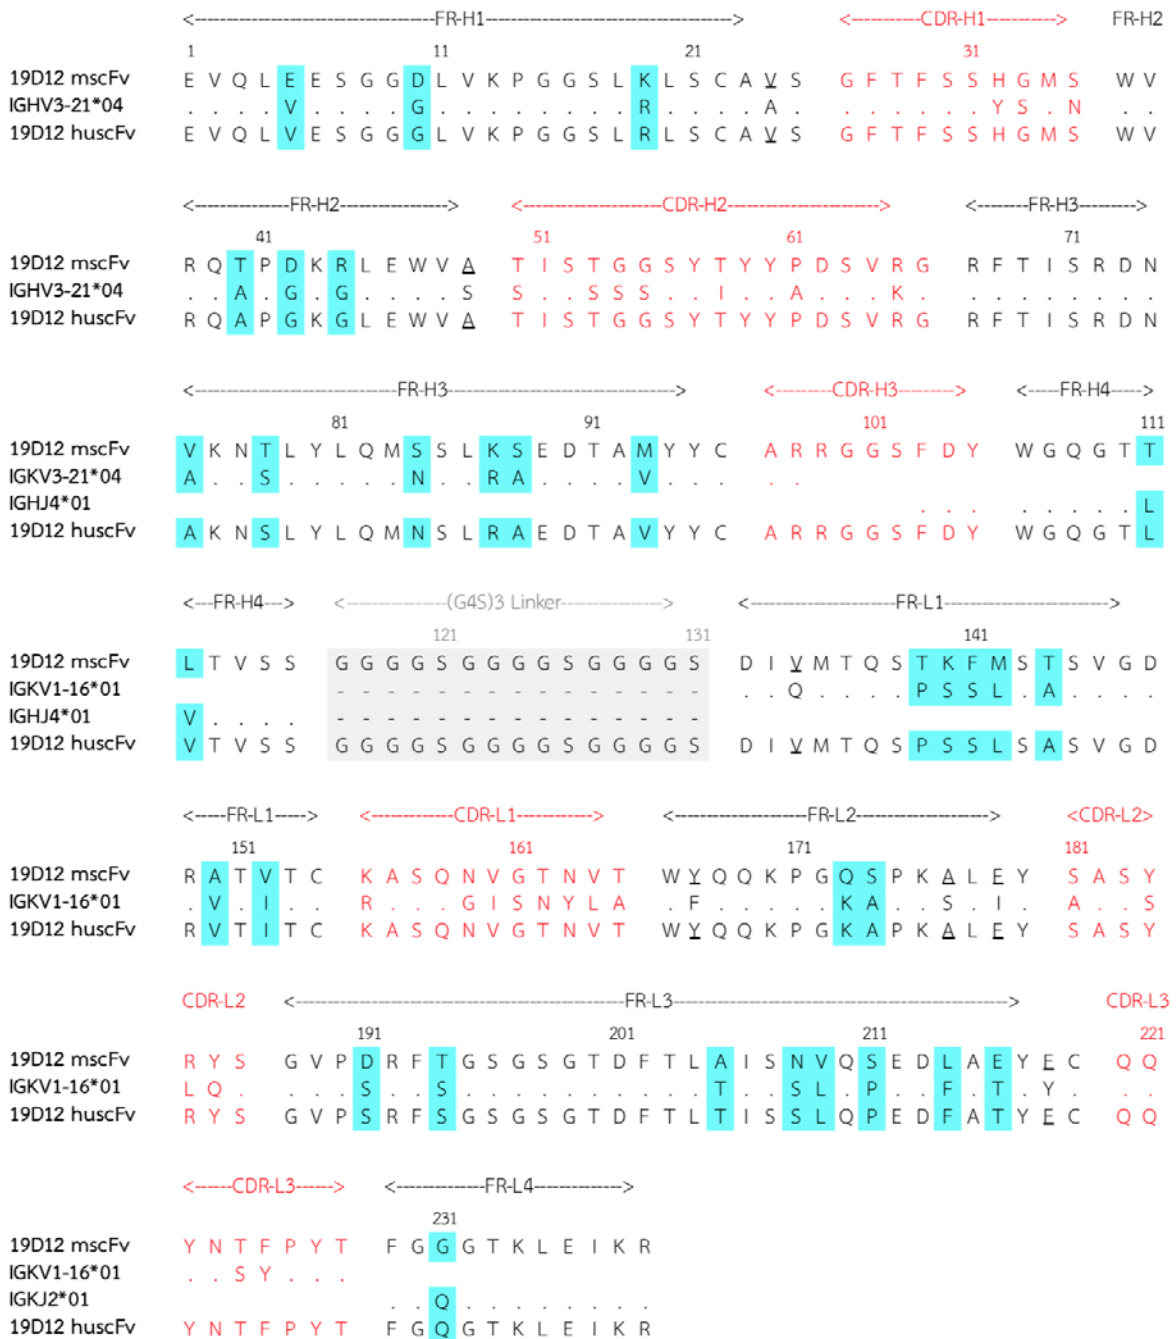 <----FR-H1----> <----CDR-H1----> FR-H2
1 11 21 31
19D12 mscFv E V Q L E E S G G D L V K P G G S L K L S C A V S G F T F S S H G M S W V
IGHV3-21*04 . . . . V . . . . G . . . . . . . . R . . . . A . . . . . . . Y S . N . .
19D12 huscFv E V Q L V E S G G G L V K P G G S L R L S C A V S G F T F S S H G M S W V
<----FR-H2----> <----CDR-H2----> <----FR-H3---->
41 51 61 71
19D12 mscFv R Q T P D K R L E W V A T I S T G G S Y T Y Y P D S V R G R F T I S R D N
IGHV3-21*04 . . A . G . G . . . . S S . . S S S . . I . . A . . . K . . . . . . . .
19D12 huscFv R Q A P G K G L E W V A T I S T G G S Y T Y Y P D S V R G R F T I S R D N
<----FR-H3----> <----CDR-H3----> <----FR-H4---->
81 91 101 111
19D12 mscFv V K N T L Y L Q M S S L K S E D T A M Y Y C A R R G G S F D Y W G Q G T T
IGKV3-21*04 A . . S . . . . . N . . R A . . . . V . . . . .
IGHJ4*01 . . . . . . . . L
19D12 huscFv A K N S L Y L Q M N S L R A E D T A V Y Y C A R R G G S F D Y W G Q G T L
<---FR-H4---> <----(G4S)3 Linker----> <----FR-L1---->
121 131 141
19D12 mscFv L T V S S G G G G S G G G G S G G G G S D I V M T Q S T K F M S T S V G D
IGKV1-16*01 - - - - - - - - - - - - - - - . . Q . . . . P S S L . A . . . .
IGHJ4*01 V . . . . - - - - - - - - - - - - - - -
19D12 huscFv V T V S S G G G G S G G G G S G G G G S D I V M T Q S P S S L S A S V G D
<-----FR-L1----> <----CDR-L1----> <----FR-L2----> <CDR-L2>
151 161 171 181
19D12 mscFv R A T V T C K A S Q N V G T N V T W Y Q Q K P G Q S P K A L E Y S A S Y
IGKV1-16*01 . V . I . . R . . . G I S N Y L A . F . . . . . . K A . . S . I . A . . S
19D12 huscFv R V T I T C K A S Q N V G T N V T W Y Q Q K P G K A P K A L E Y S A S Y
CDR-L2 <----FR-L3----> CDR-L3
191 201 211 221
19D12 mscFv R Y S G V P D R F T G S G S G T D F T L A I S N V Q S E D L A E Y E C Q Q
IGKV1-16*01 L Q . . . . S . . S . . . . . . . . . . T . . S L . P . . F . T . Y . . .
19D12 huscFv R Y S G V P S R F S G S G S G T D F T L T I S S L Q P E D F A T Y E C Q Q
<------CDR-L3-----> <----FR-L4---->
231
19D12 mscFv Y N T F P Y T F G G G T K L E I K R
IGKV1-16*01 . . S Y . . .
IGKJ2*01 . . Q . . . . . . . .
19D12 huscFv Y N T F P Y T F G Q G T K L E I K R